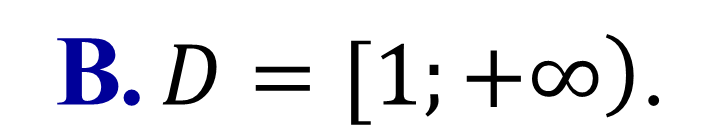 B. D = [1; +∞).